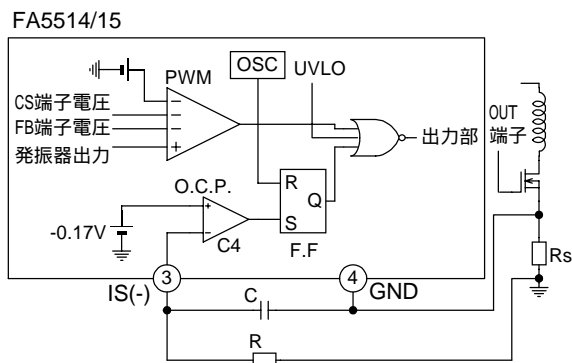 FA5514/15
PWM
OSC
UVLO
CS端子電圧
FB端子電圧
発振器出力
出力部
OUT
端子
O.C.P.
R
Q
S
-0.17V
C4
F.F
3
4
IS(-)
GND
Rs
C
R